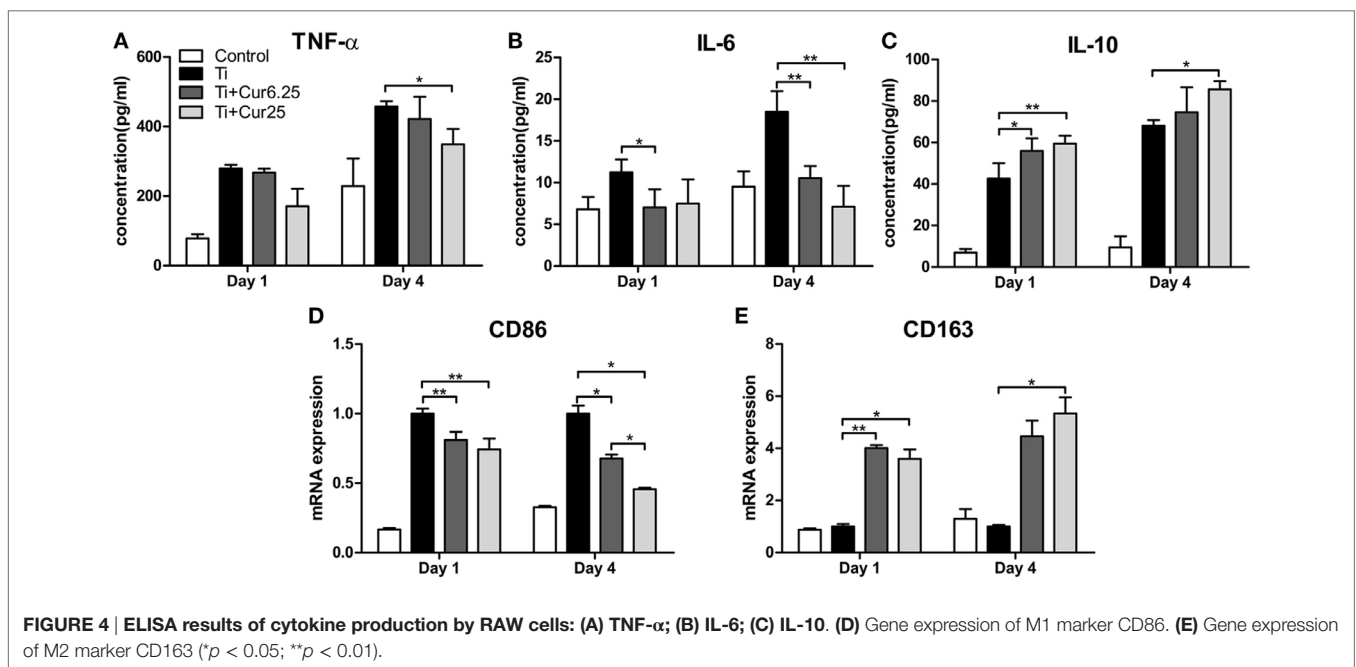 A TNF-α
Control
Ti
Ti+Cur6.25
Ti+Cur25
concentration(pg/ml)
600
400
200
0
*
Day 1 Day 4
B IL-6
concentration(pg/ml)
25
20
15
10
5
0
*
**
**
Day 1 Day 4
C IL-10
concentration(pg/ml)
100
80
60
40
20
0
**
*
*
Day 1 Day 4
D CD86
mRNA expression
1.5
1.0
0.5
0.0
**
**
*
*
*
Day 1 Day 4
E CD163
mRNA expression
8
6
4
2
0
*
**
*
Day 1 Day 4
FIGURE 4 | ELISA results of cytokine production by RAW cells: (A) TNF-α; (B) IL-6; (C) IL-10. (D) Gene expression of M1 marker CD86. (E) Gene expression
of M2 marker CD163 (*p < 0.05; **p < 0.01).